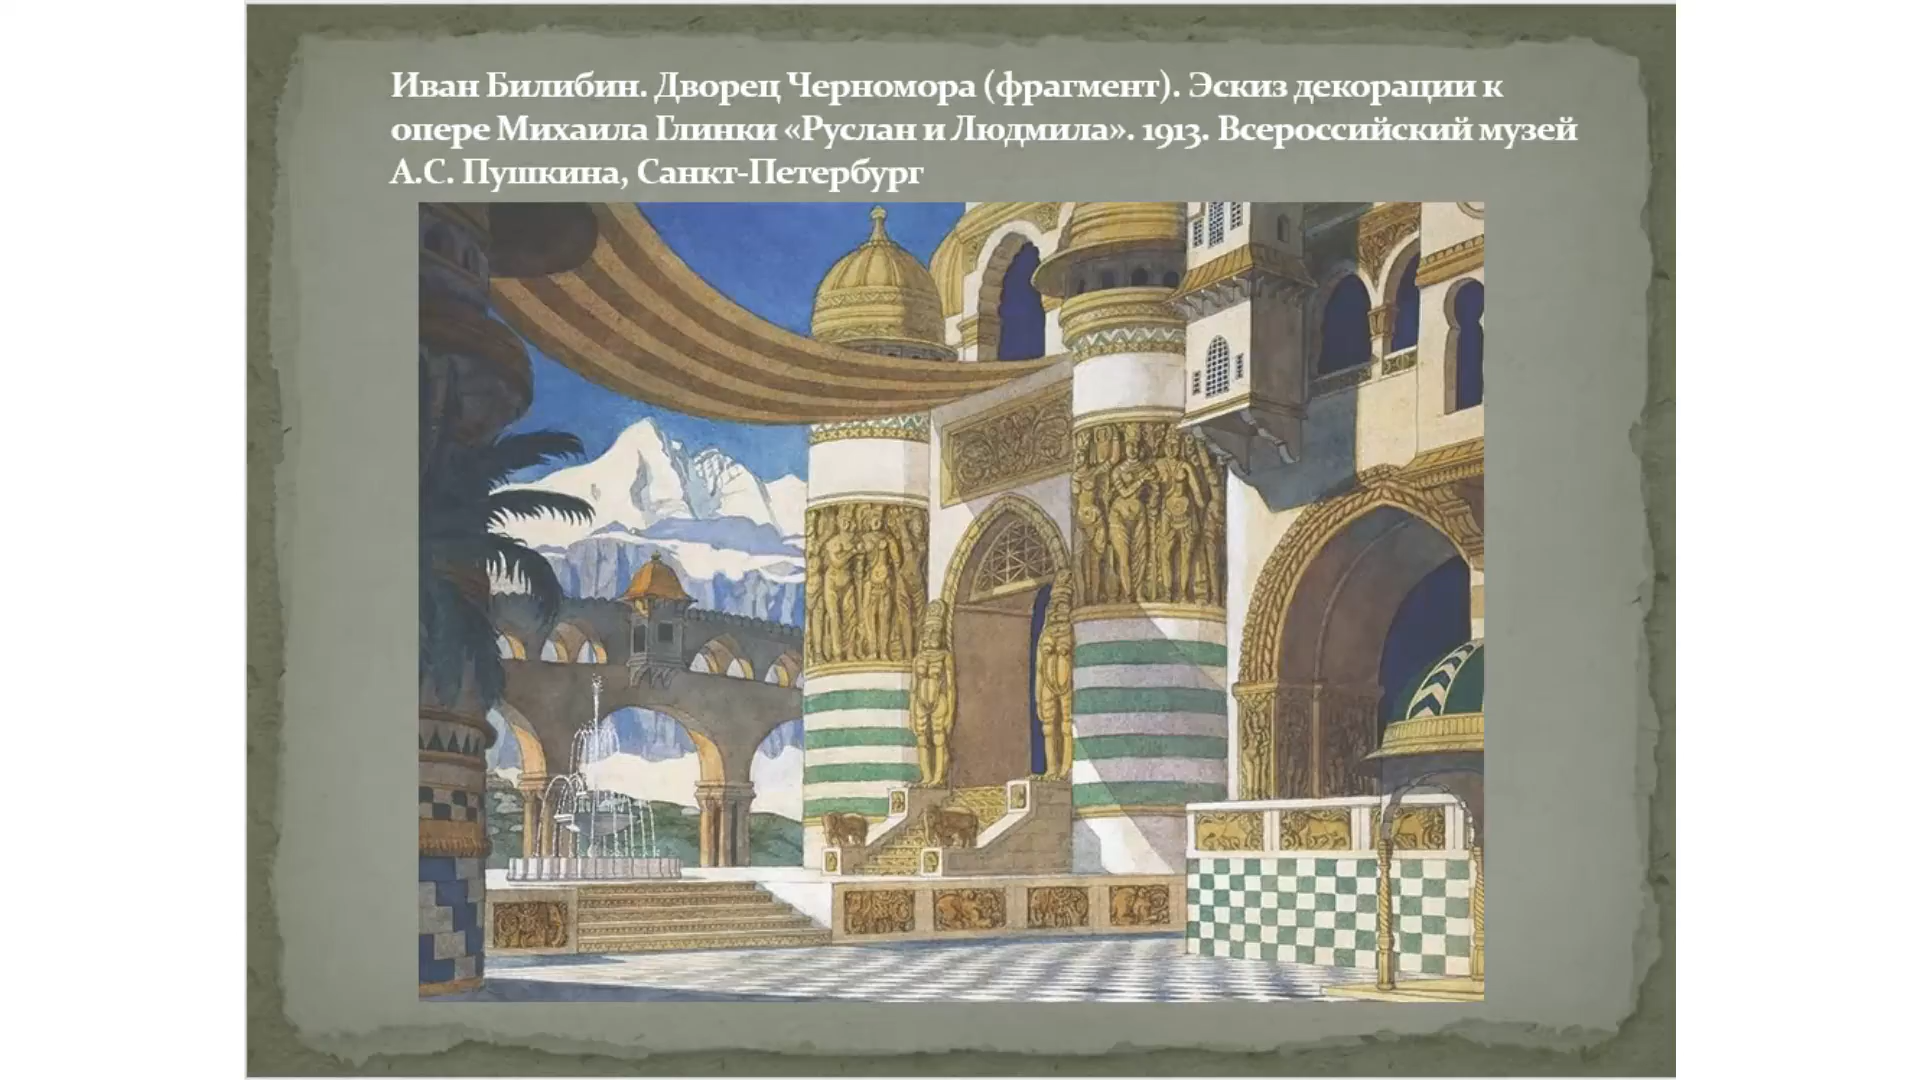 Иван Билибин. Дворец Черномора (фрагмент). Эскиз декорации к
опере Михаила Глинки «Руслан и Людмила». 1913. Всероссийский музей
А.С. Пушкина, Санкт-Петербург